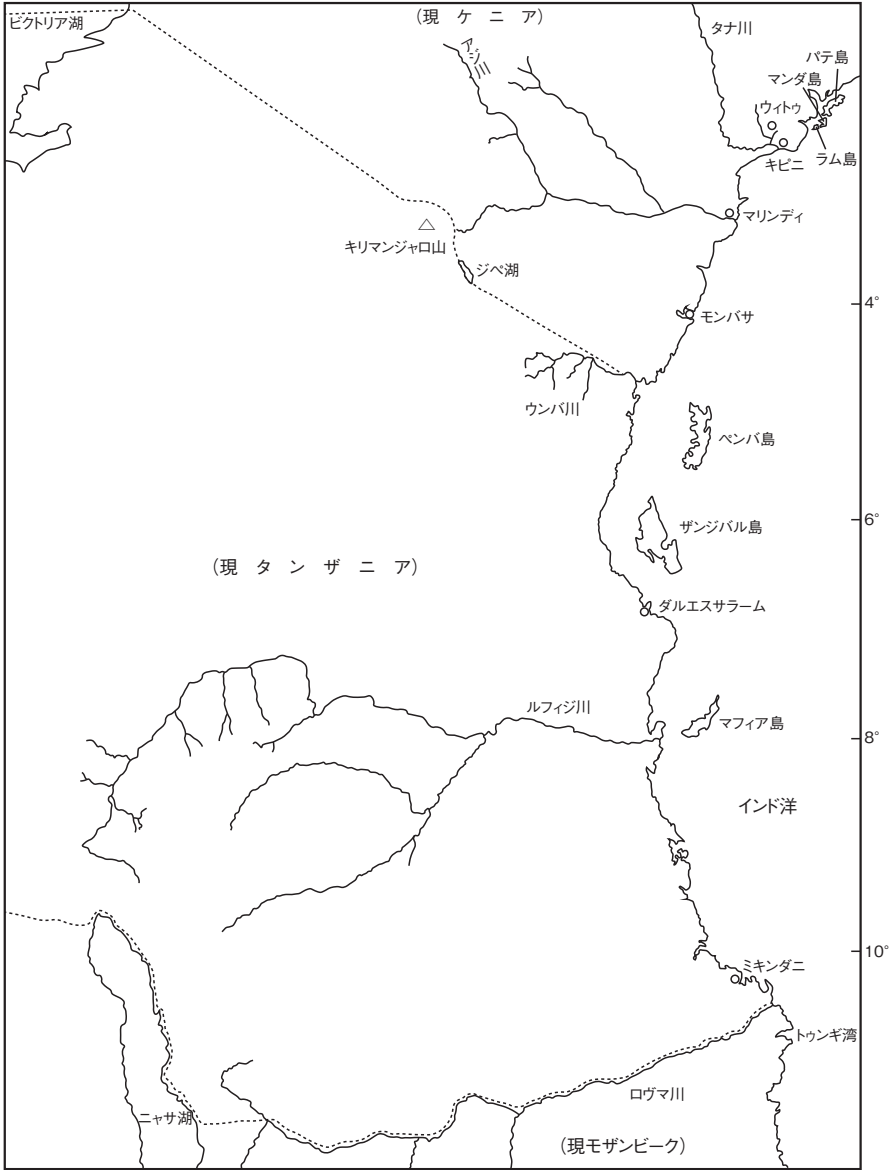 ビクトリア湖
(現ケニア)
アジ川
タナ川
パテ島
マンダ島
ウィトゥ
キピニ
ラム島
マリンディ
キリマンジャロ山
ジペ湖
4°
モンバサ
ウンバ川
ペンバ島
6°
ザンジバル島
(現タンザニア)
ダルエスサラーム
ルフィジ川
マフィア島
8°
インド洋
10°
ミキンダニ
トゥンギ湾
ロヴマ川
ニャサ湖
(現モザンビーク)